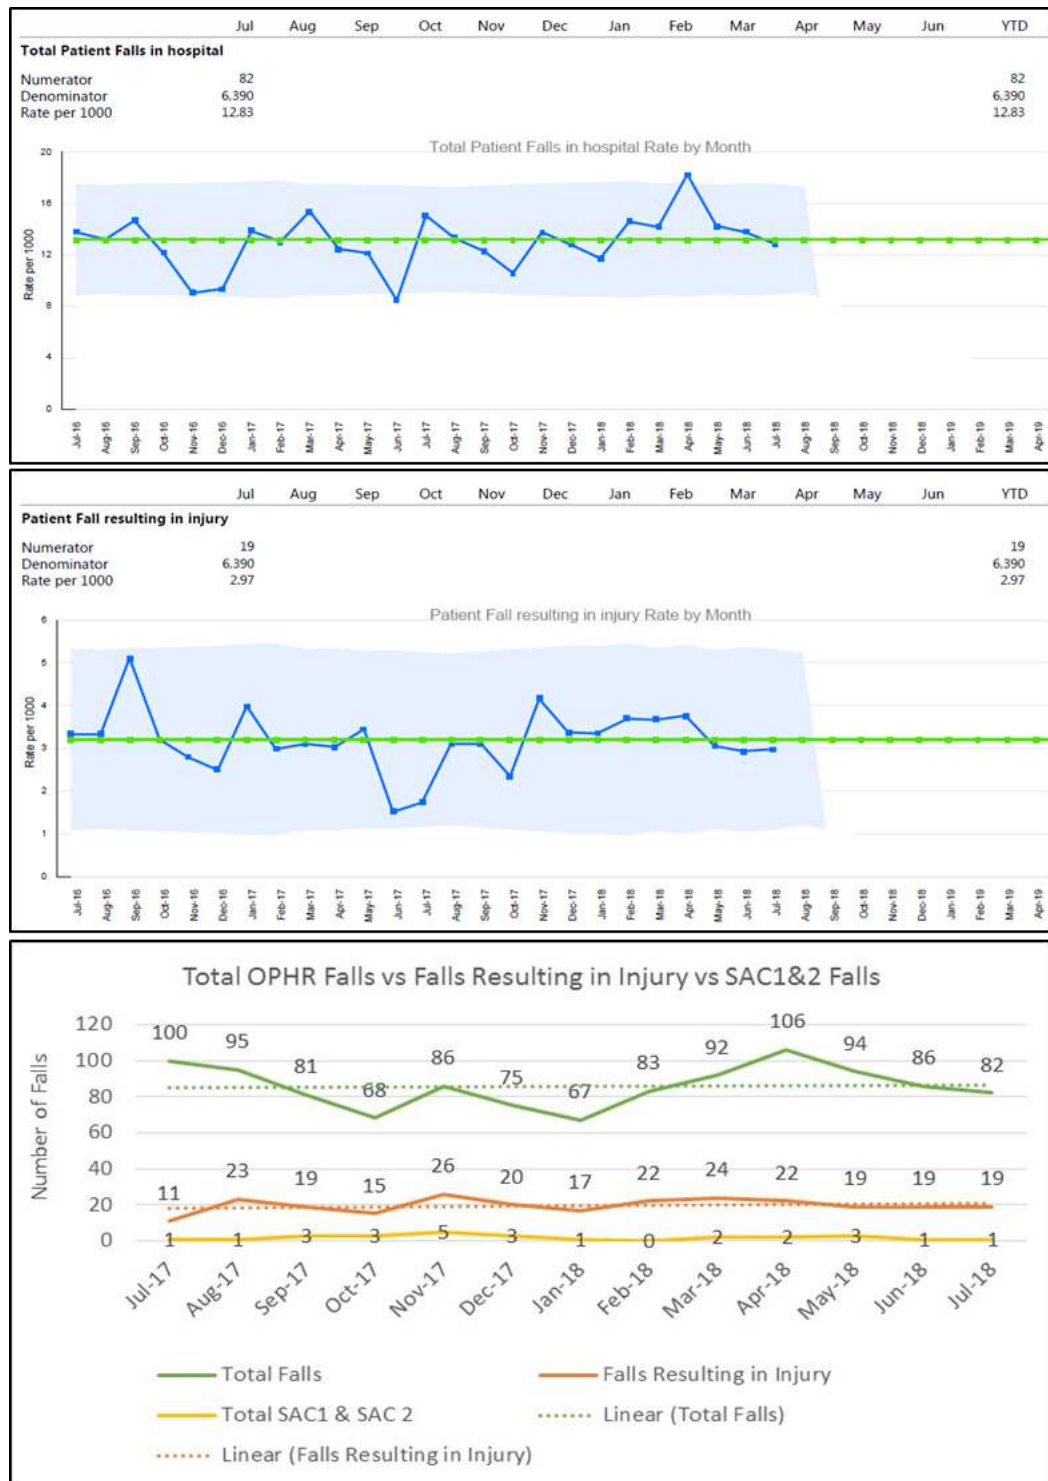 Jul Aug Sep Oct Nov Dec Jan Feb Mar Apr May Jun YTD
Total Patient Falls in hospital
Numerator 82 82
Denominator 6,390 6,390
Rate per 1000 12.83 12.83
Total Patient Falls in hospital Rate by Month
20
16
12
8
4
0
Rate per 1000
Jul-16 Aug-16 Sep-16 Oct-16 Nov-16 Dec-16 Jan-17 Feb-17 Mar-17 Apr-17 May-17 Jun-17 Jul-17 Aug-17 Sep-17 Oct-17 Nov-17 Dec-17 Jan-18 Feb-18 Mar-18 Apr-18 May-18 Jun-18 Jul-18 Aug-18 Sep-18 Oct-18 Nov-18 Dec-18 Jan-19 Feb-19 Mar-19 Apr-19
Jul Aug Sep Oct Nov Dec Jan Feb Mar Apr May Jun YTD
Patient Fall resulting in injury
Numerator 19 19
Denominator 6,390 6,390
Rate per 1000 2.97 2.97
Patient Fall resulting in injury Rate by Month
6
5
4
3
2
1
0
Rate per 1000
Jul-16 Aug-16 Sep-16 Oct-16 Nov-16 Dec-16 Jan-17 Feb-17 Mar-17 Apr-17 May-17 Jun-17 Jul-17 Aug-17 Sep-17 Oct-17 Nov-17 Dec-17 Jan-18 Feb-18 Mar-18 Apr-18 May-18 Jun-18 Jul-18 Aug-18 Sep-18 Oct-18 Nov-18 Dec-18 Jan-19 Feb-19 Mar-19 Apr-19
Total OPHR Falls vs Falls Resulting in Injury vs SAC1&2 Falls
120
100
80
60
40
20
0
Number of Falls
100 95 81 68 86 75 67 83 92 106 94 86 82
11 23 19 15 26 20 17 22 24 22 19 19 19
1 1 3 3 5 3 1 0 2 2 3 1 1
Jul-17 Aug-17 Sep-17 Oct-17 Nov-17 Dec-17 Jan-18 Feb-18 Mar-18 Apr-18 May-18 Jun-18 Jul-18
Total Falls Falls Resulting in Injury
Total SAC1 & SAC 2 Linear (Total Falls)
Linear (Falls Resulting in Injury)